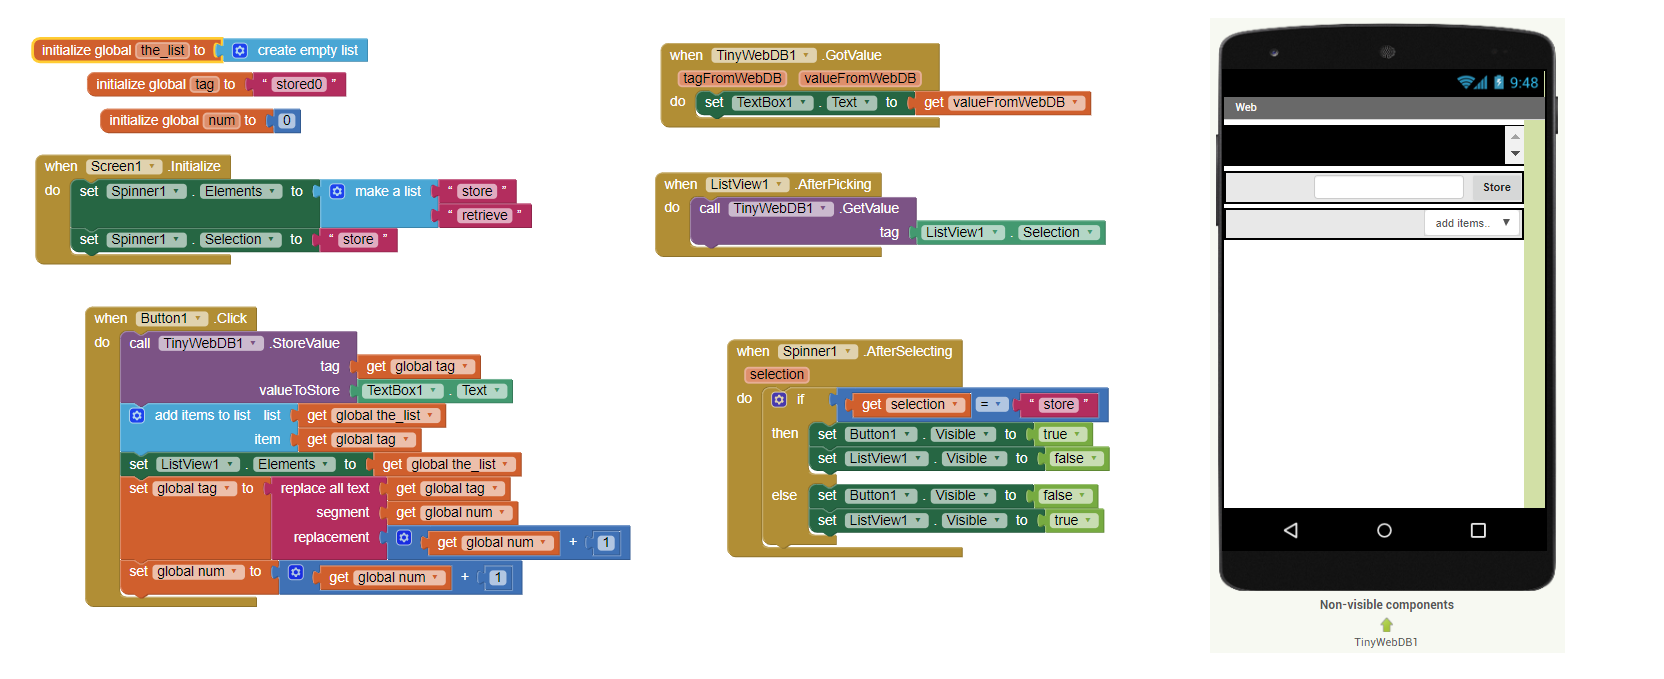 initialize global the_list to create empty list
initialize global tag to “ stored0 ”
initialize global num to 0
when Screen1 .Initialize
do set Spinner1 . Elements to make a list “ store ”
“ retrieve ”
set Spinner1 . Selection to “ store ”
when Button1 .Click
do call TinyWebDB1 .StoreValue
tag get global tag
valueToStore TextBox1 . Text
add items to list list get global the_list
item get global tag
set ListView1 . Elements to get global the_list
set global tag to replace all text get global tag
segment get global num
replacement get global num + 1
set global num to get global num + 1
when TinyWebDB1 .GotValue
tagFromWebDB valueFromWebDB
do set TextBox1 . Text to get valueFromWebDB
when ListView1 .AfterPicking
do call TinyWebDB1 .GetValue
tag ListView1 . Selection
when Spinner1 .AfterSelecting
selection
do if get selection = “ store ”
then set Button1 . Visible to true
set ListView1 . Visible to false
else set Button1 . Visible to false
set ListView1 . Visible to true
9:48
Web
Store
add items..
Non-visible components
TinyWebDB1